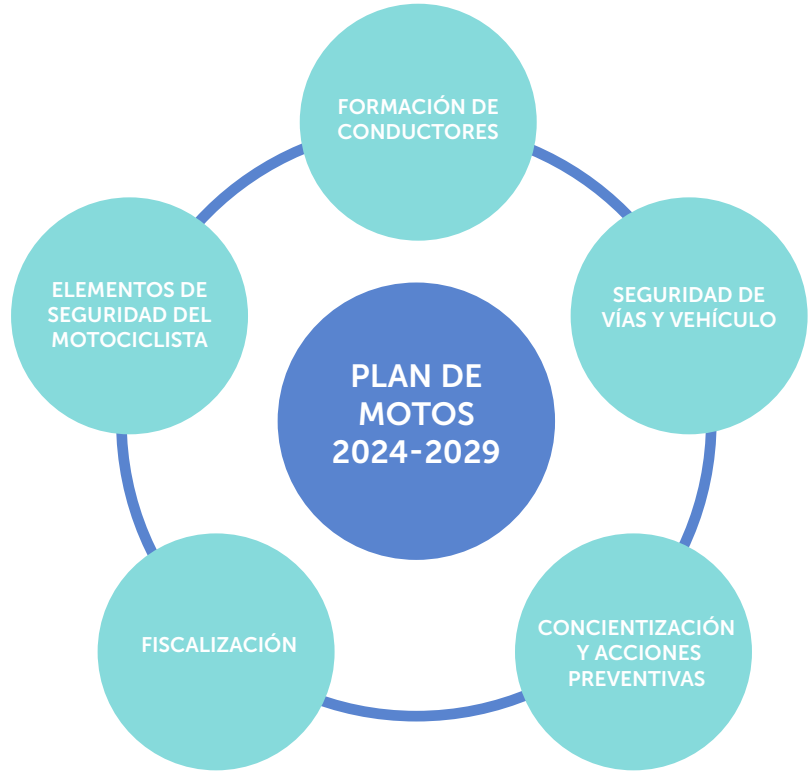 FORMACIÓN DE
CONDUCTORES
ELEMENTOS DE
SEGURIDAD DEL
MOTOCICLISTA
SEGURIDAD DE
VÍAS Y VEHÍCULO
PLAN DE
MOTOS
2024-2029
FISCALIZACIÓN
CONCIENTIZACIÓN
Y ACCIONES
PREVENTIVAS